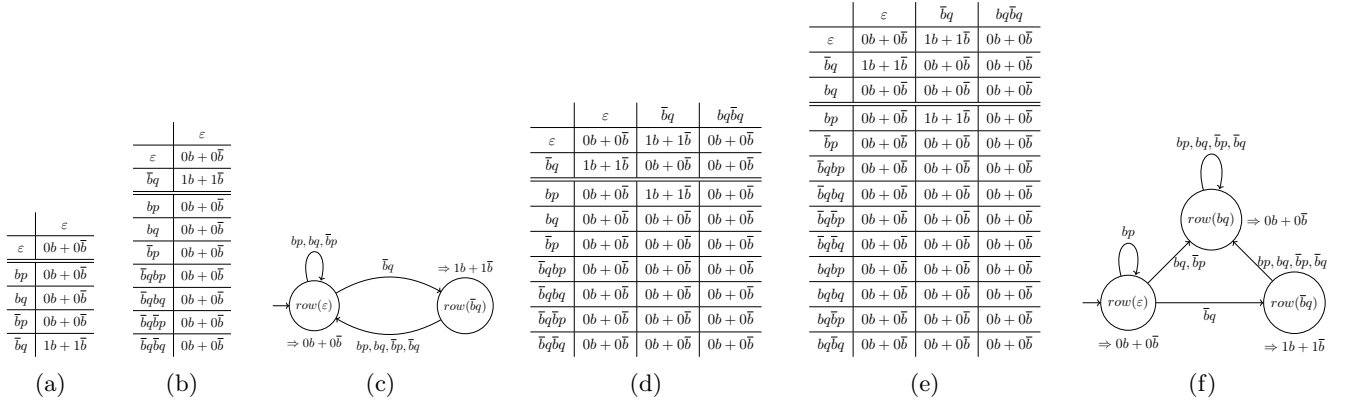 ε
ε 0b + 0b̅
bp 0b + 0b̅
bq 0b + 0b̅
b̅p 0b + 0b̅
b̅q 1b + 1b̅
(a)
ε
ε 0b + 0b̅
b̅q 1b + 1b̅
bp 0b + 0b̅
bq 0b + 0b̅
b̅p 0b + 0b̅
b̅qbp 0b + 0b̅
b̅qbq 0b + 0b̅
b̅qb̅p 0b + 0b̅
b̅qb̅q 0b + 0b̅
(b)
bp, bq, b̅p
b̅q
⇒ 1b + 1b̅
row(ε)
row(b̅q)
⇒ 0b + 0b̅
bp, bq, b̅p, b̅q
(c)
ε b̅q bqb̅q
ε 0b + 0b̅ 1b + 1b̅ 0b + 0b̅
b̅q 1b + 1b̅ 0b + 0b̅ 0b + 0b̅
bp 0b + 0b̅ 1b + 1b̅ 0b + 0b̅
bq 0b + 0b̅ 0b + 0b̅ 0b + 0b̅
b̅p 0b + 0b̅ 0b + 0b̅ 0b + 0b̅
b̅qbp 0b + 0b̅ 0b + 0b̅ 0b + 0b̅
b̅qbq 0b + 0b̅ 0b + 0b̅ 0b + 0b̅
b̅qb̅p 0b + 0b̅ 0b + 0b̅ 0b + 0b̅
b̅qb̅q 0b + 0b̅ 0b + 0b̅ 0b + 0b̅
(d)
ε b̅q bqb̅q
ε 0b + 0b̅ 1b + 1b̅ 0b + 0b̅
b̅q 1b + 1b̅ 0b + 0b̅ 0b + 0b̅
bq 0b + 0b̅ 0b + 0b̅ 0b + 0b̅
bp 0b + 0b̅ 1b + 1b̅ 0b + 0b̅
b̅p 0b + 0b̅ 0b + 0b̅ 0b + 0b̅
b̅qbp 0b + 0b̅ 0b + 0b̅ 0b + 0b̅
b̅qbq 0b + 0b̅ 0b + 0b̅ 0b + 0b̅
b̅qb̅p 0b + 0b̅ 0b + 0b̅ 0b + 0b̅
b̅qb̅q 0b + 0b̅ 0b + 0b̅ 0b + 0b̅
bqbp 0b + 0b̅ 0b + 0b̅ 0b + 0b̅
bqbq 0b + 0b̅ 0b + 0b̅ 0b + 0b̅
bqb̅p 0b + 0b̅ 0b + 0b̅ 0b + 0b̅
bqb̅q 0b + 0b̅ 0b + 0b̅ 0b + 0b̅
(e)
bp, bq, b̅p, b̅q
row(bq) ⇒ 0b + 0b̅
bp
bq, b̅p
bp, bq, b̅p, b̅q
row(ε)
row(b̅q)
b̅q
⇒ 0b + 0b̅
⇒ 1b + 1b̅
(f)